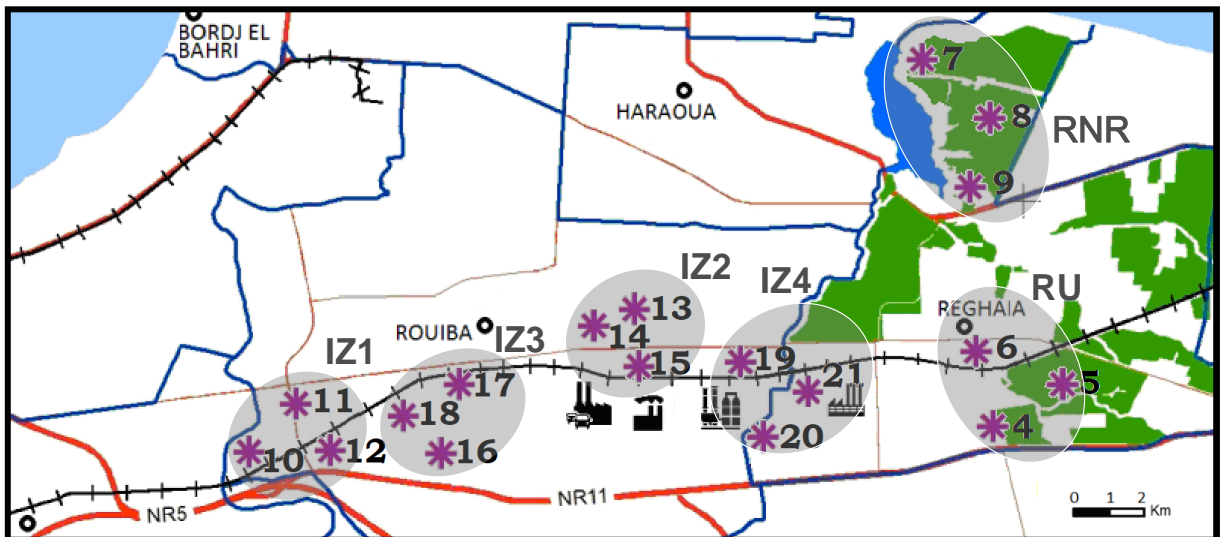 BORDJ EL
BAHRI
7
HARAOUA
8
RNR
9
IZ2
IZ4
RU
13
REGHAIA
14
ROUIBA
IZ3
IZ1
6
15
19
17
21
5
11
18
4
20
12
16
10
NR11
NR5
0 1 2
Km